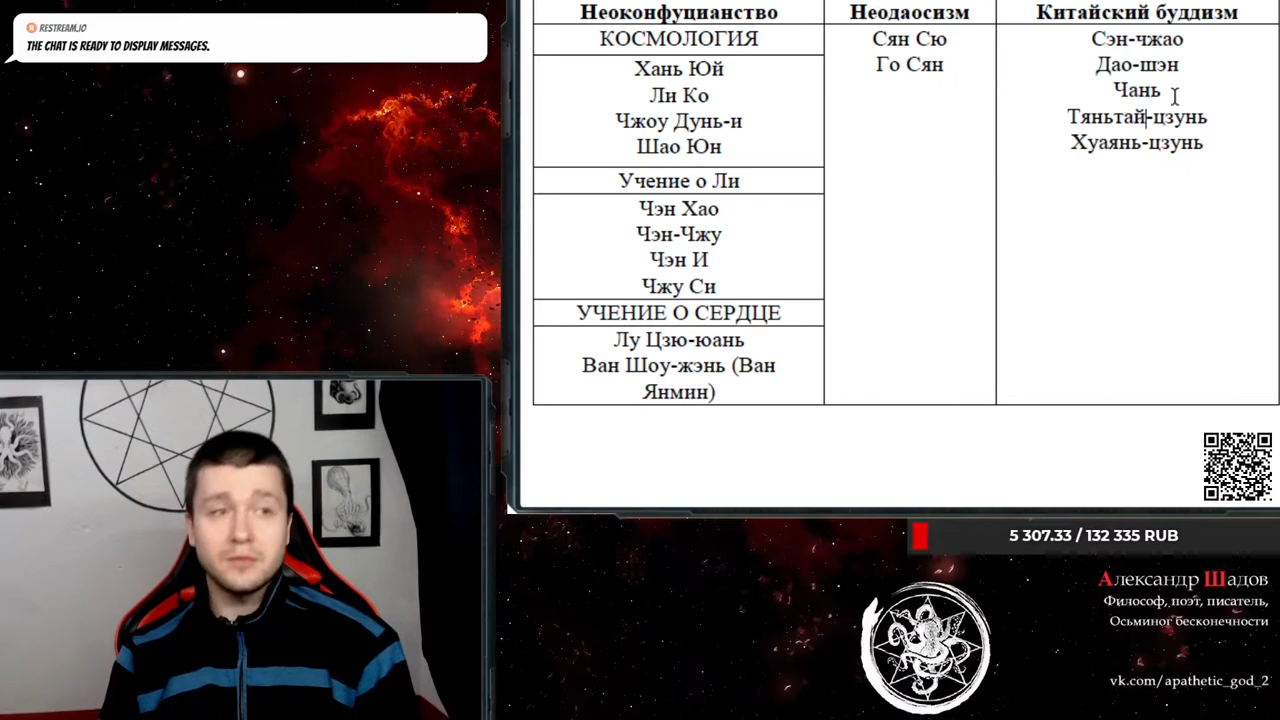 RESTREAM.IO
THE CHAT IS READY TO DISPLAY MESSAGES.
Неоконфуцианство
КОСМОЛОГИЯ
Хань Юй
Ли Ко
Чжоу Дунь-и
Шао Юн
Учение о Ли
Чэн Хао
Чэн-Чжу
Чэн И
Чжу Си
УЧЕНИЕ О СЕРДЦЕ
Лу Цзю-юань
Ван Шоу-жэнь (Ван
Янмин)
Неодаосизм
Сян Сю
Го Сян
Китайский буддизм
Сэн-чжао
Дао-шэн
Чань
Тяньтай-цзунь
Хуаянь-цзунь
5 307.33 / 132 335 RUB
Александр Шадов
Философ, поэт, писатель,
Осьминог бесконечности
vk.com/apathetic_god_2